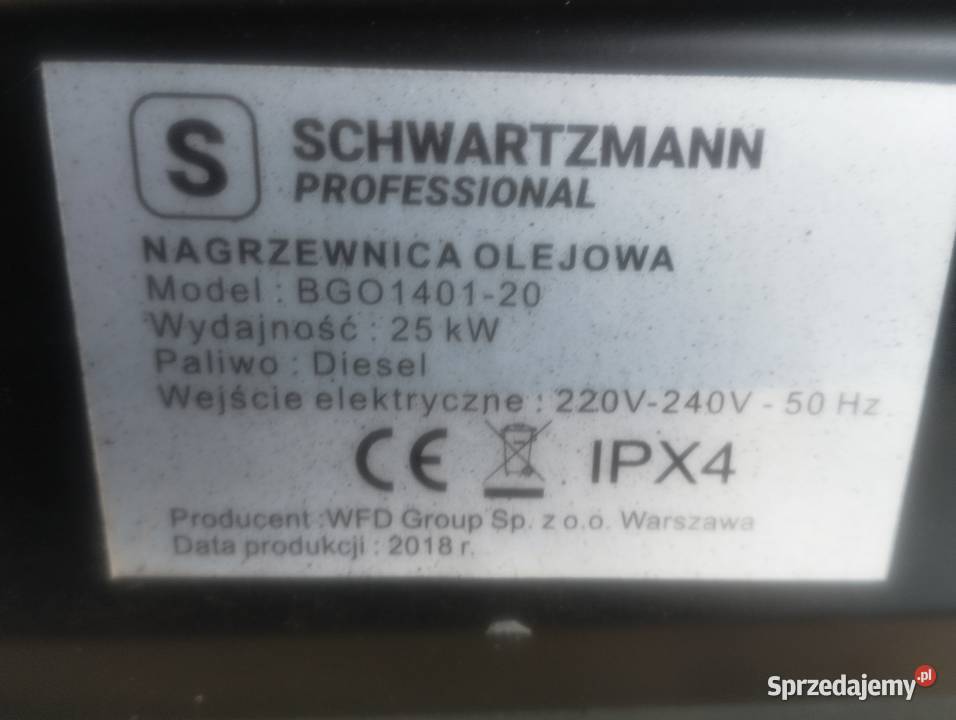 S SCHWARTZMANN
PROFESSIONAL
NAGRZEWNICA OLEJOWA
Model : BGO1401-20
Wydajność : 25 kW
Paliwo : Diesel
Wejście elektryczne : 220V-240V - 50 Hz
CE IPX4
Producent :WFD Group Sp. z o.o. Warszawa
Data produkcji : 2018 r.
Sprzedajemy.pl